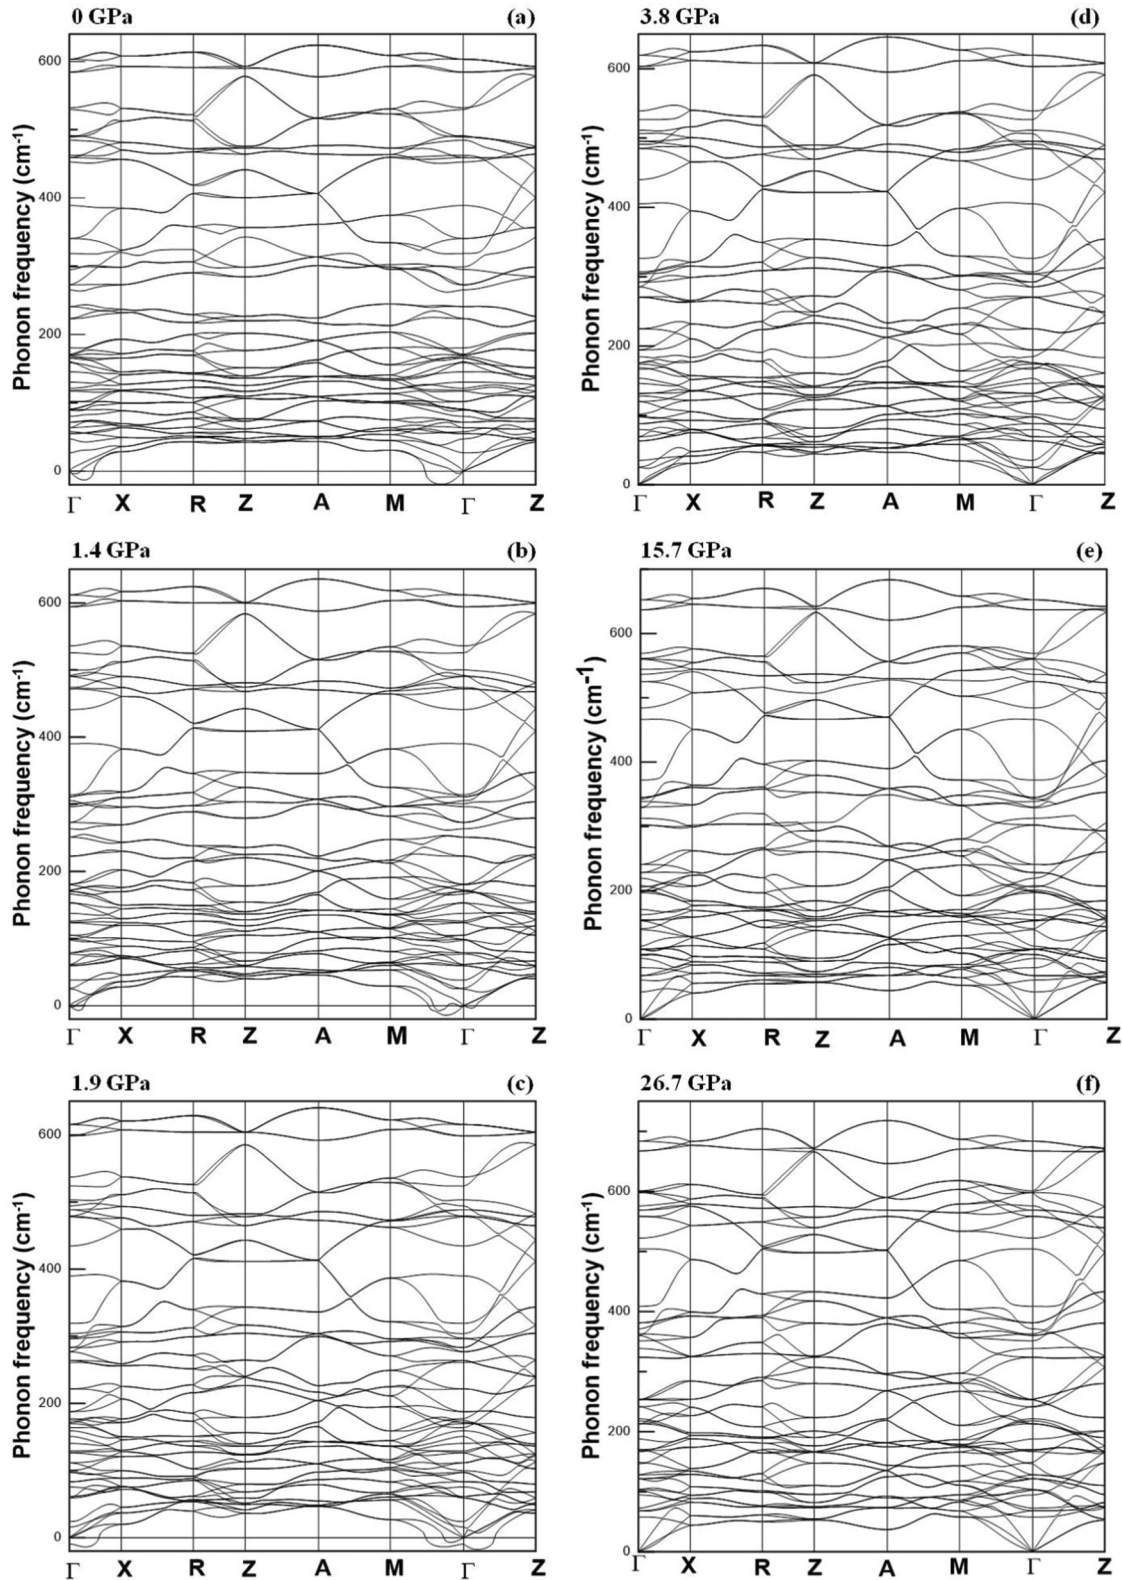 0 GPa (a)
Phonon frequency (cm⁻¹)
600
400
200
0
Γ X R Z A M Γ Z
3.8 GPa (d)
Phonon frequency (cm⁻¹)
600
400
200
0
Γ X R Z A M Γ Z
1.4 GPa (b)
Phonon frequency (cm⁻¹)
600
400
200
0
Γ X R Z A M Γ Z
15.7 GPa (e)
Phonon frequency (cm⁻¹)
600
400
200
0
Γ X R Z A M Γ Z
1.9 GPa (c)
Phonon frequency (cm⁻¹)
600
400
200
0
Γ X R Z A M Γ Z
26.7 GPa (f)
Phonon frequency (cm⁻¹)
600
400
200
0
Γ X R Z A M Γ Z